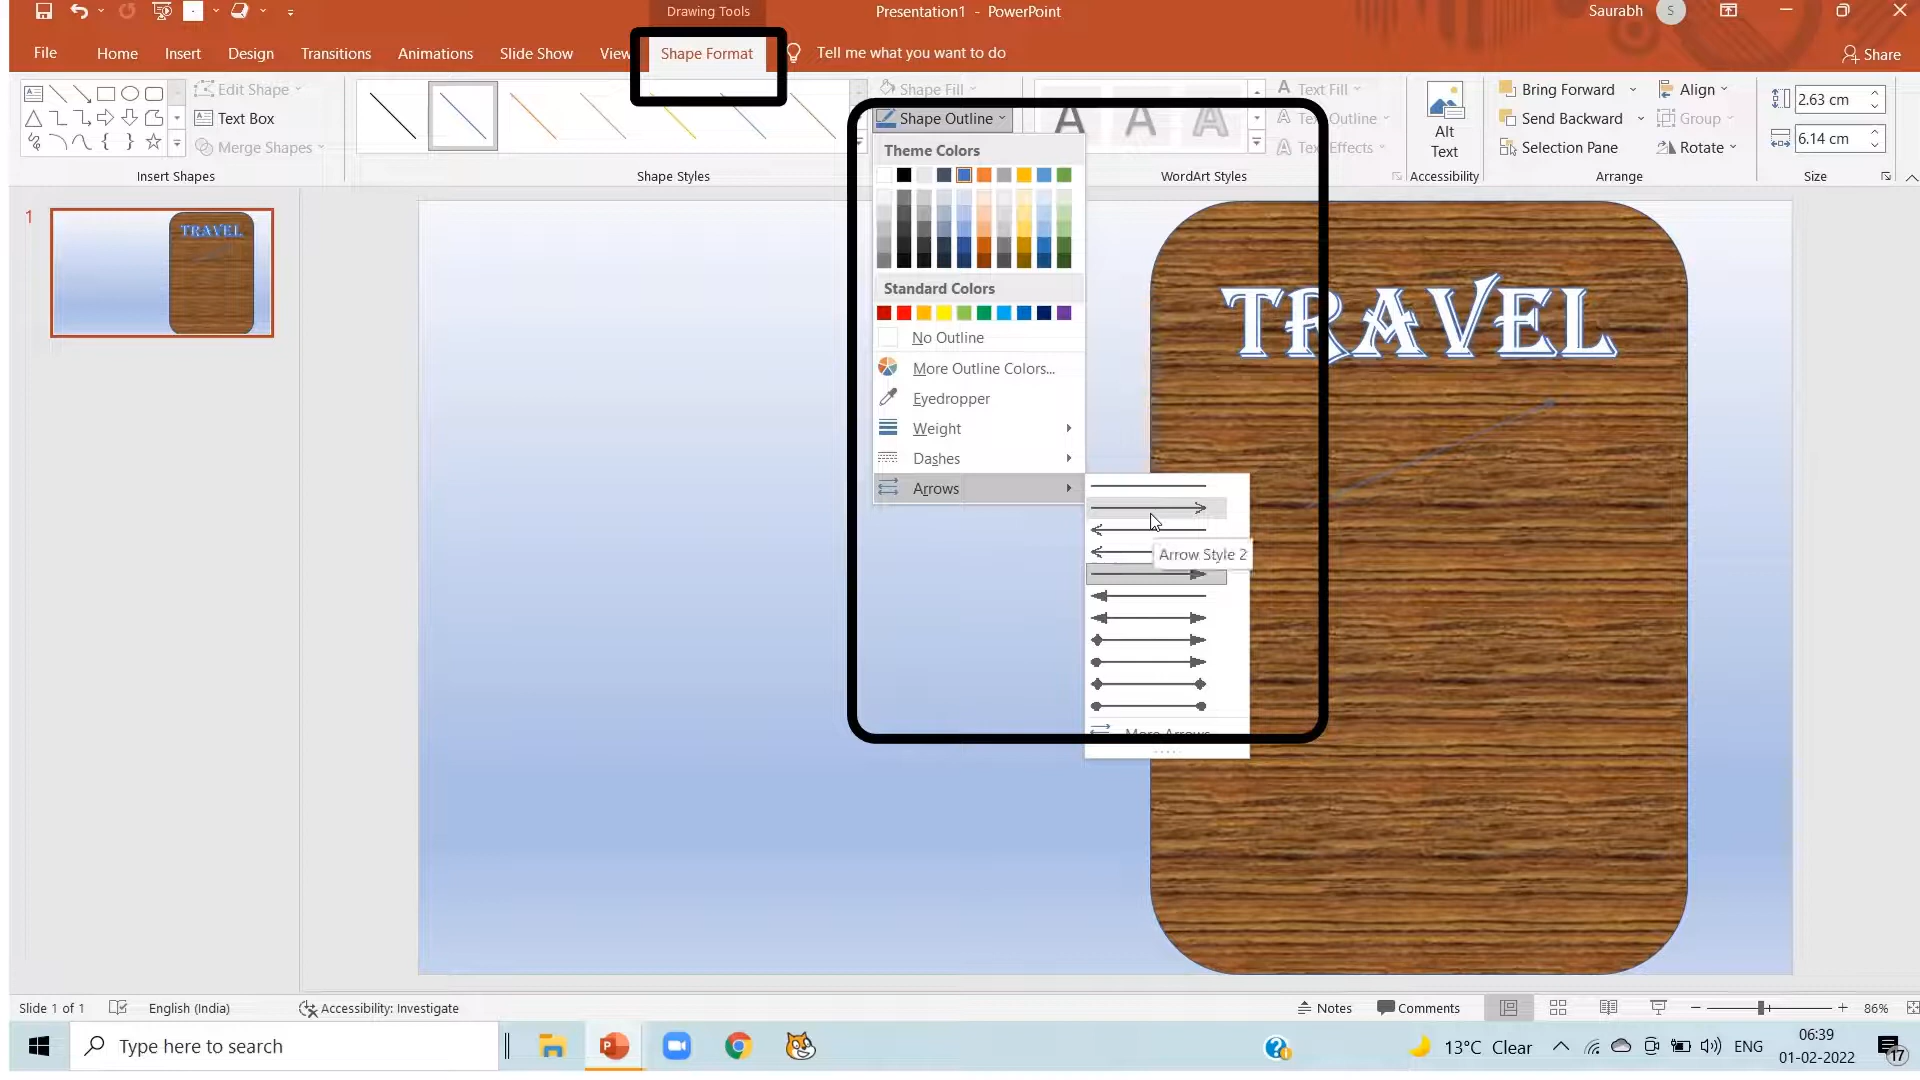 Drawing Tools
Presentation1 - PowerPoint
Saurabh S
File Home Insert Design Transitions Animations Slide Show View Shape Format Tell me what you want to do Share
Edit Shape
Text Box
Merge Shapes
Insert Shapes
Shape Styles
Shape Fill
Shape Outline
A A A
WordArt Styles
A Text Fill
A Text Outline
A Text Effects
Alt
Text
Accessibility
Bring Forward
Send Backward
Selection Pane
Align
Group
Rotate
Arrange
2.63 cm
6.14 cm
Size
Theme Colors
Standard Colors
No Outline
More Outline Colors...
Eyedropper
Weight
Dashes
Arrows
Arrow Style 2
More Arrows
1
TRAVEL
TRAVEL
Slide 1 of 1 English (India) Accessibility: Investigate
Notes Comments 86%
Type here to search
13°C Clear ENG
06:39
01-02-2022
17